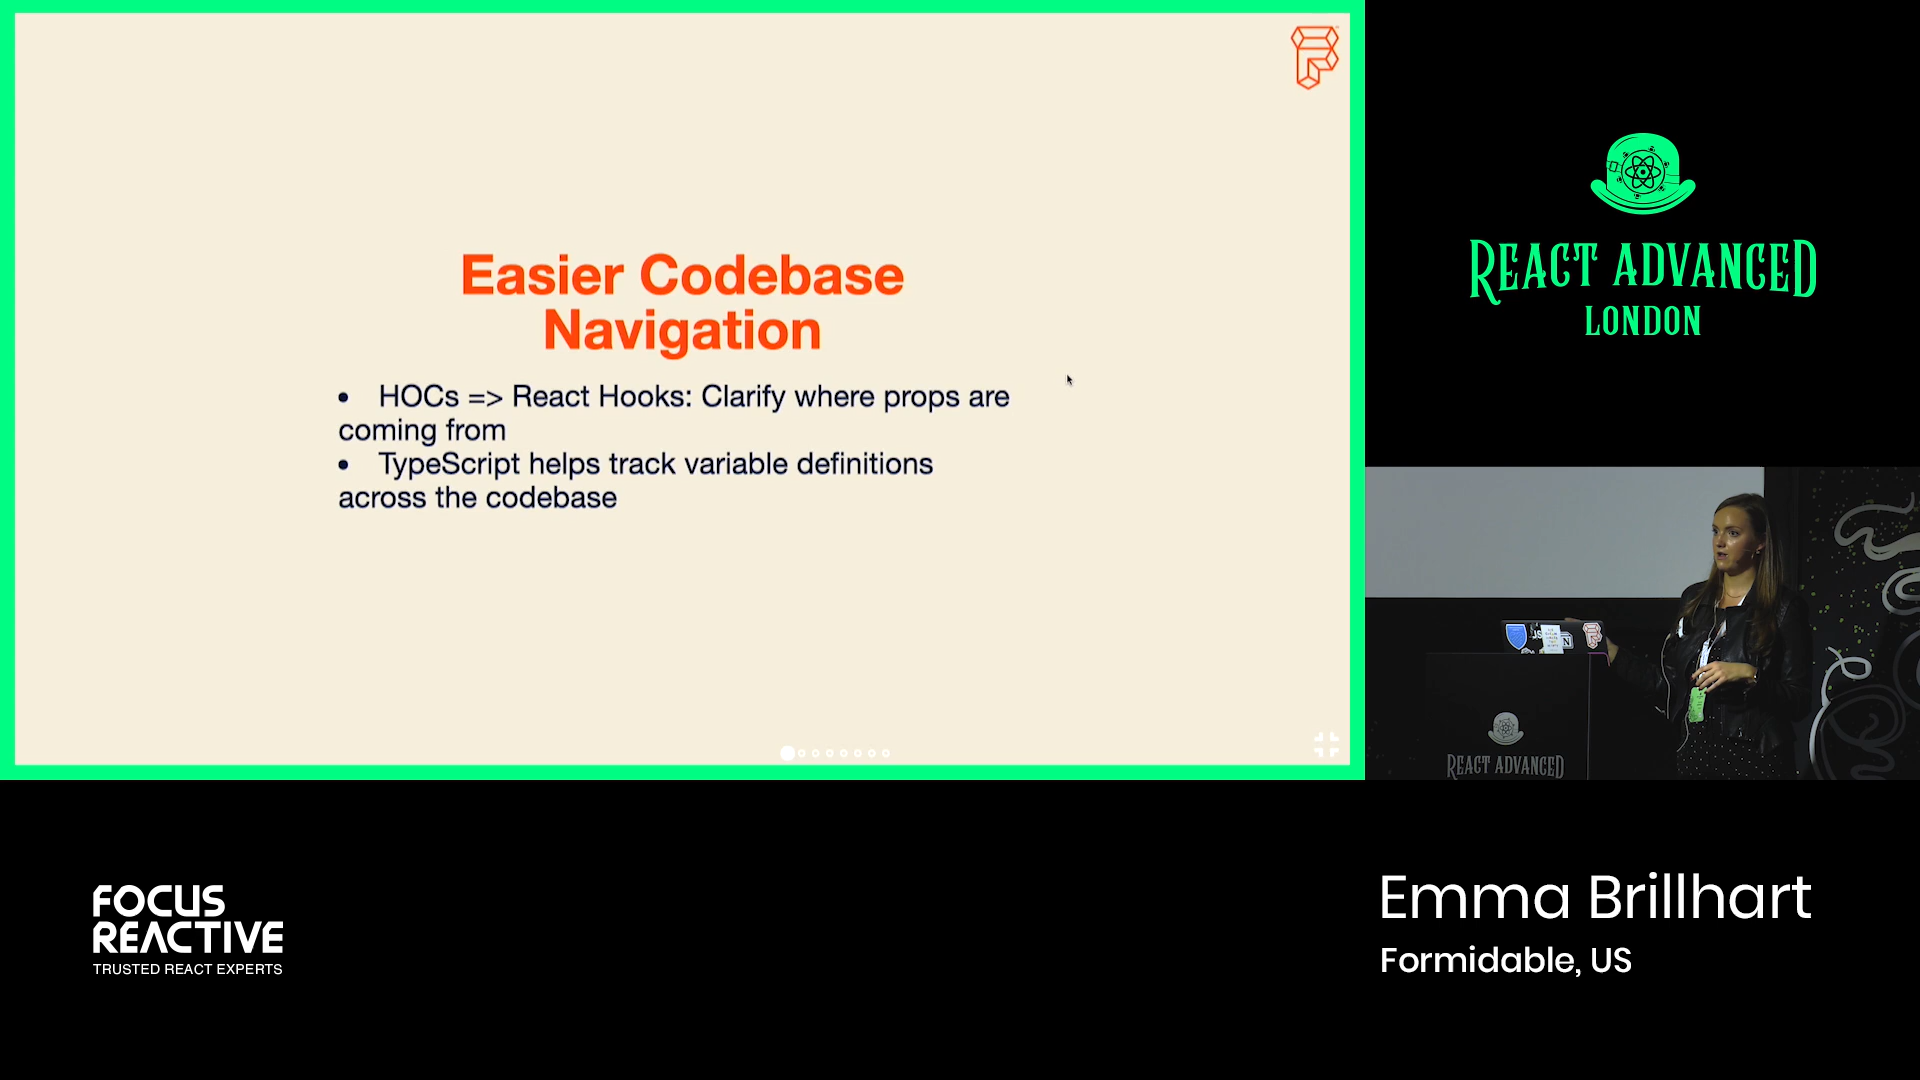 Easier Codebase
Navigation
• HOCs => React Hooks: Clarify where props are
coming from
• TypeScript helps track variable definitions
across the codebase
REACT ADVANCED
LONDON
REACT ADVANCED
FOCUS
REACTIVE
TRUSTED REACT EXPERTS
Emma Brillhart
Formidable, US